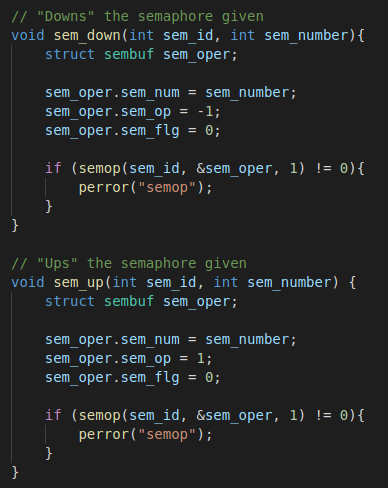 // "Downs" the semaphore given
void sem_down(int sem_id, int sem_number){
    struct sembuf sem_oper;

    sem_oper.sem_num = sem_number;
    sem_oper.sem_op = -1;
    sem_oper.sem_flg = 0;

    if (semop(sem_id, &sem_oper, 1) != 0){
        perror("semop");
    }
}

// "Ups" the semaphore given
void sem_up(int sem_id, int sem_number) {
    struct sembuf sem_oper;

    sem_oper.sem_num = sem_number;
    sem_oper.sem_op = 1;
    sem_oper.sem_flg = 0;

    if (semop(sem_id, &sem_oper, 1) != 0){
        perror("semop");
    }
}